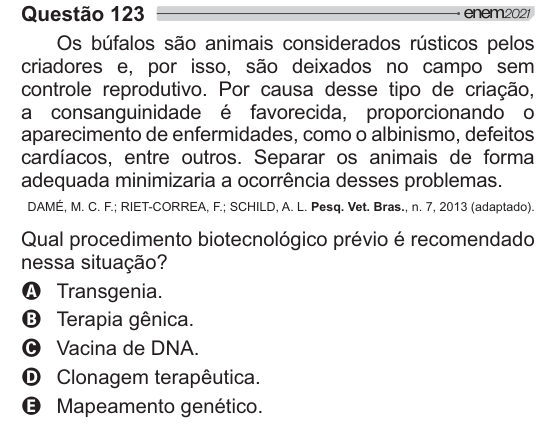 Questão 123 enem2021
Os búfalos são animais considerados rústicos pelos
criadores e, por isso, são deixados no campo sem
controle reprodutivo. Por causa desse tipo de criação,
a consanguinidade é favorecida, proporcionando o
aparecimento de enfermidades, como o albinismo, defeitos
cardíacos, entre outros. Separar os animais de forma
adequada minimizaria a ocorrência desses problemas.
DAMÉ, M. C. F.; RIET-CORREA, F.; SCHILD, A. L. Pesq. Vet. Bras., n. 7, 2013 (adaptado).
Qual procedimento biotecnológico prévio é recomendado
nessa situação?
A Transgenia.
B Terapia gênica.
C Vacina de DNA.
D Clonagem terapêutica.
E Mapeamento genético.